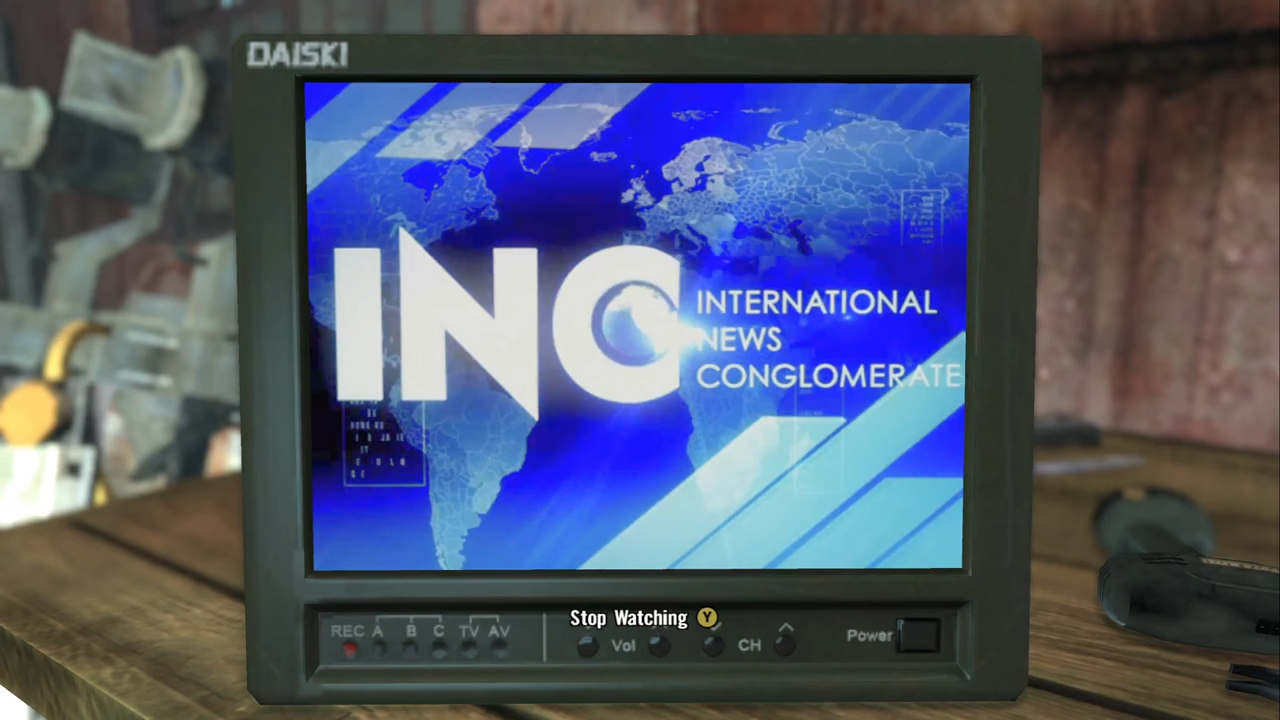 DAISKI
INC
INTERNATIONAL
NEWS
CONGLOMERATE
Stop Watching Y
REC A B C TV AV
Vol
CH
Power